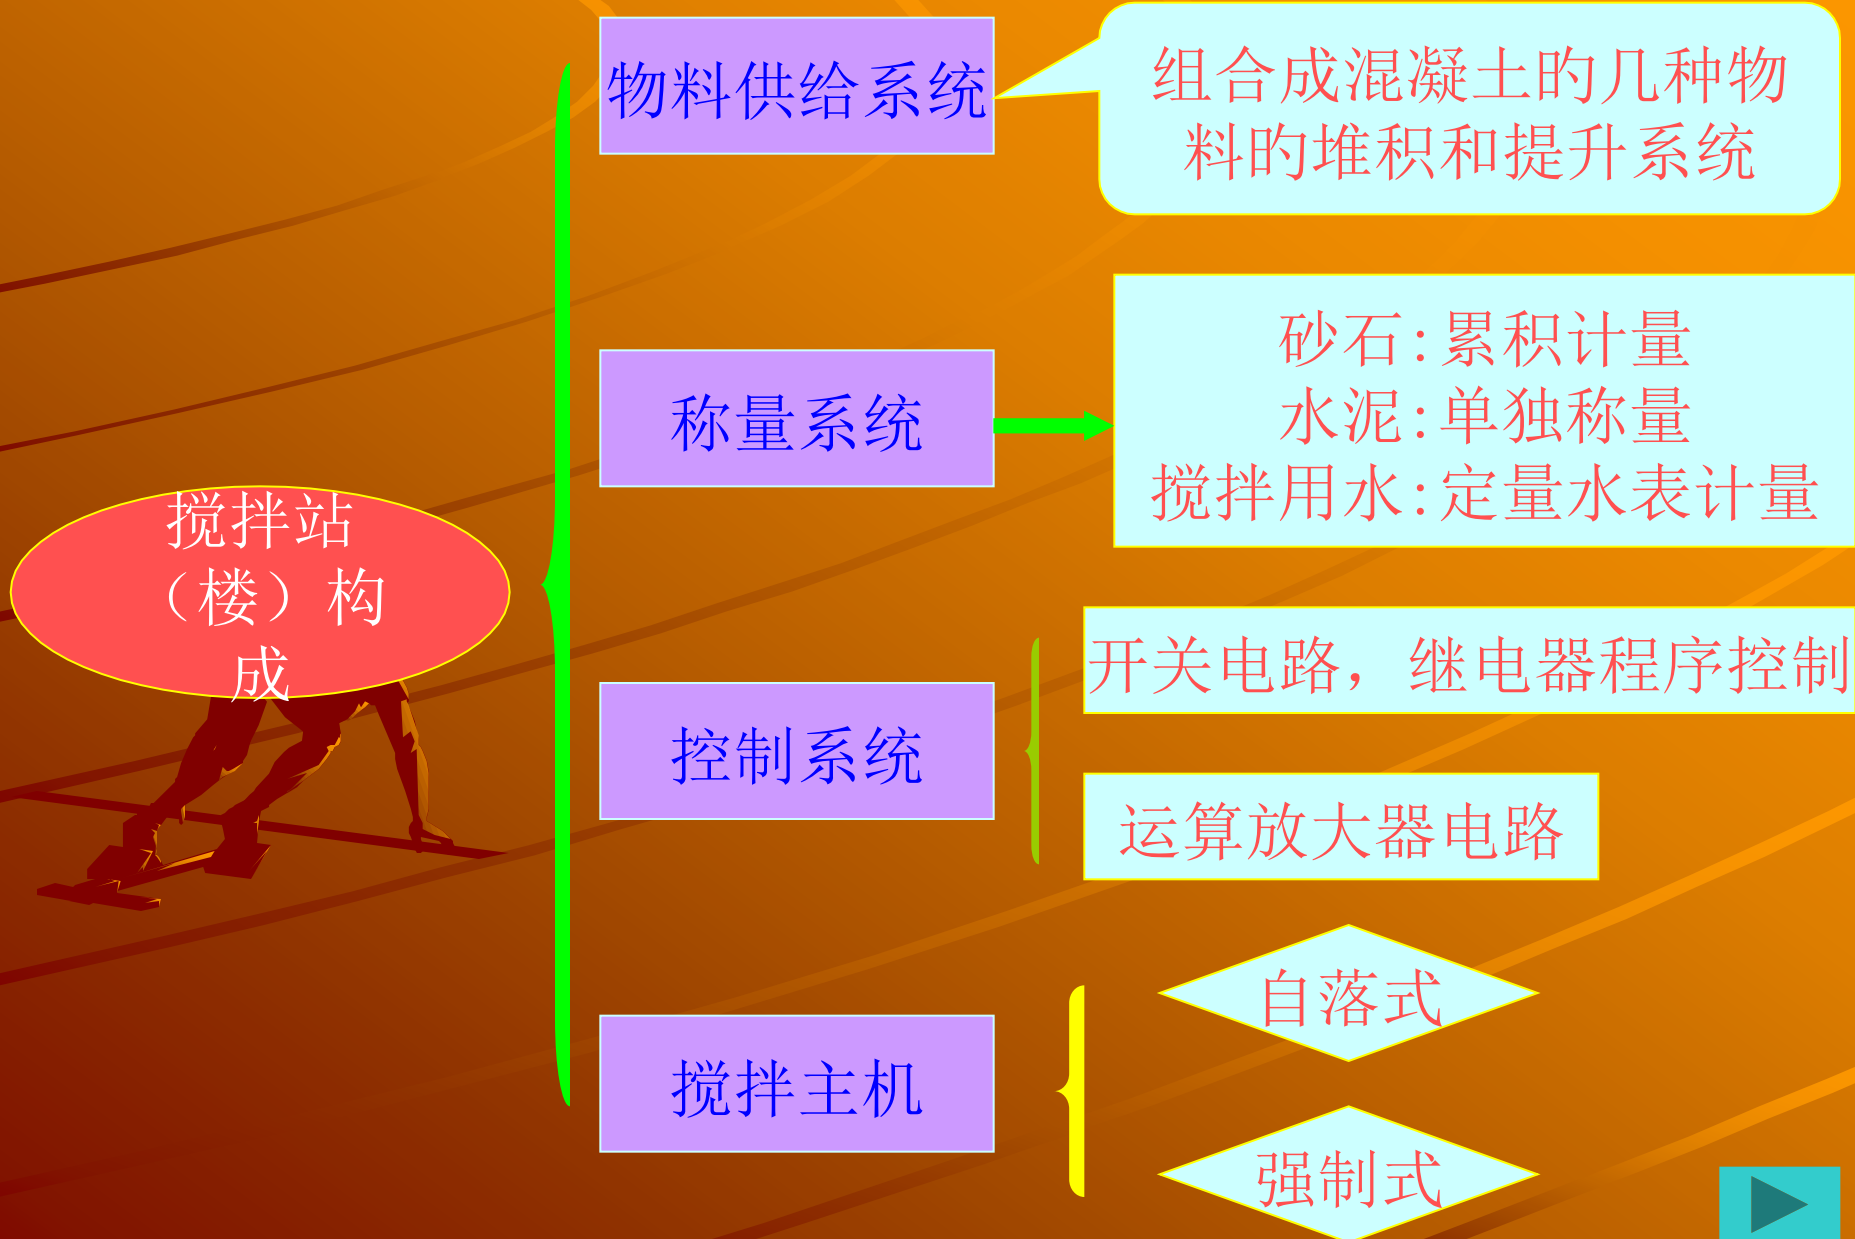 物料供给系统
组合成混凝土旳几种物
料旳堆积和提升系统
称量系统
砂石:累积计量
水泥:单独称量
搅拌用水:定量水表计量
搅拌站
（楼）构
成
控制系统
开关电路，继电器程序控制
运算放大器电路
搅拌主机
自落式
强制式